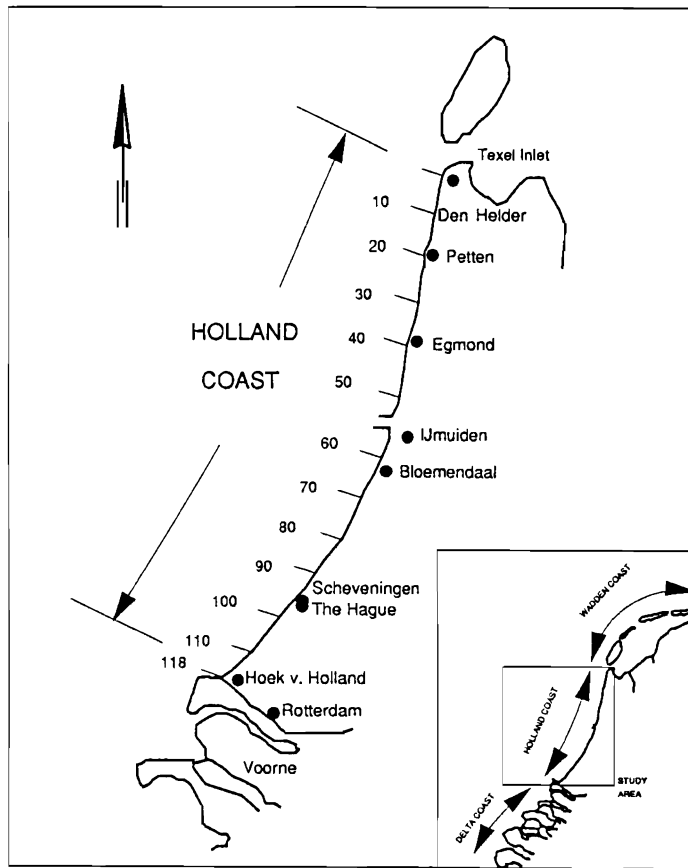 Texel Inlet
10
Den Helder
20
Petten
30
HOLLAND
COAST
40
Egmond
50
IJmuiden
60
Bloemendaal
70
80
90
Scheveningen
100
The Hague
110
118
Hoek v. Holland
Rotterdam
Voorne
WADDEN COAST
HOLLAND COAST
STUDY
AREA
DELTA COAST